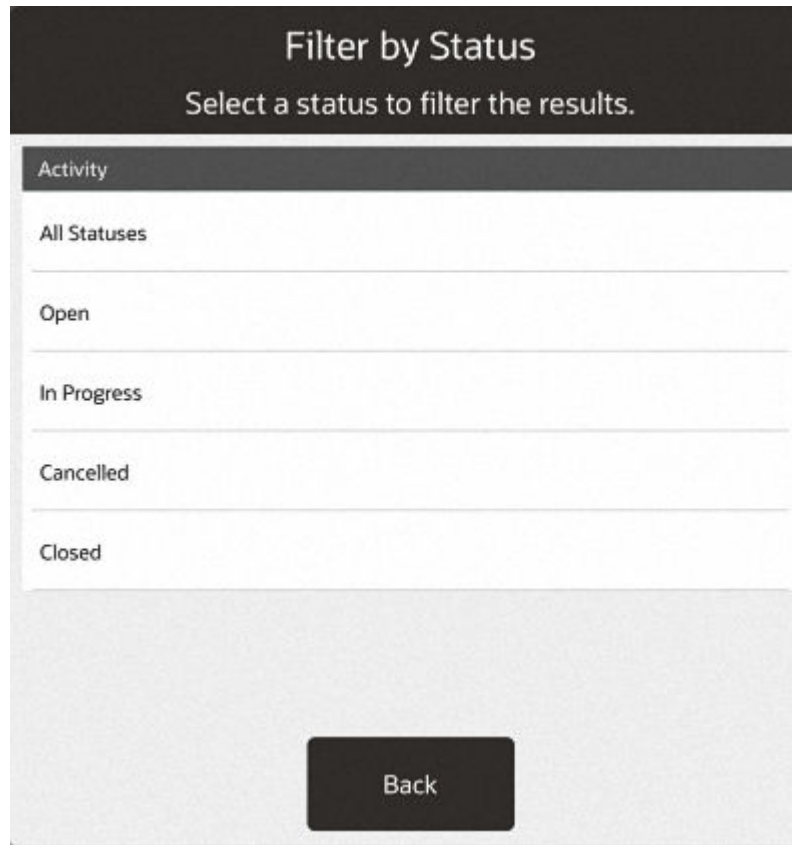 Filter by Status
Select a status to filter the results.
Activity
All Statuses
Open
In Progress
Cancelled
Closed
Back